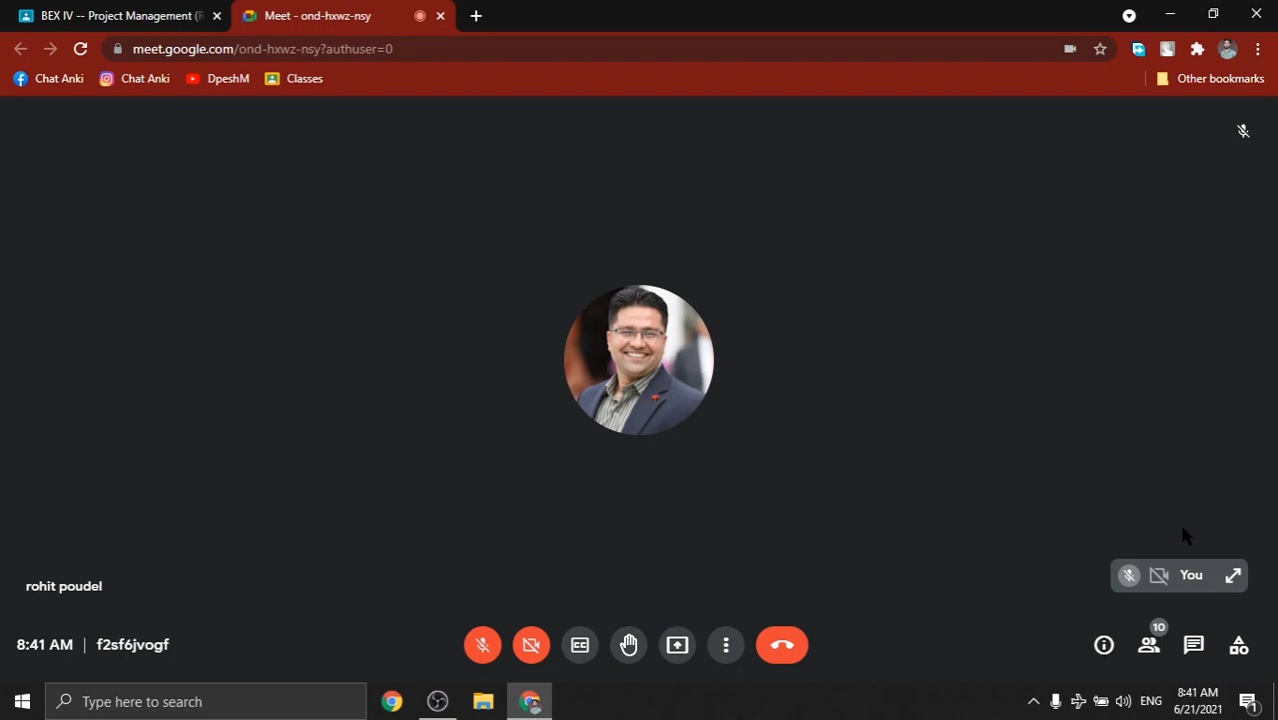 BEX IV -- Project Management (R
Meet - ond-hxwz-nsy
meet.google.com/ond-hxwz-nsy?authuser=0
Chat Anki
Chat Anki
DpeshM
Classes
Other bookmarks
You
rohit poudel
8:41 AM | f2sf6jvogf
CC
10
Type here to search
ENG
8:41 AM
6/21/2021
1